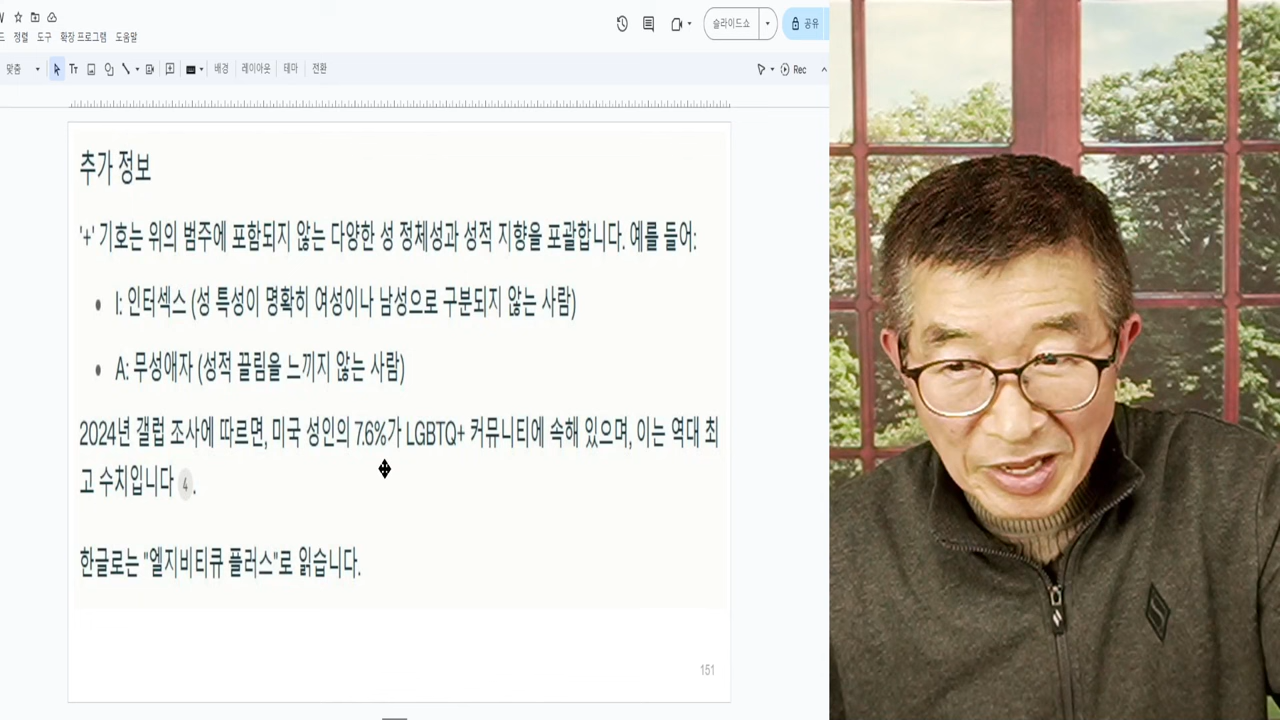 슬라이드쇼
공유
정렬 도구 확장 프로그램 도움말
맞춤 배경 레이아웃 테마 전환 Rec
추가 정보
'+' 기호는 위의 범주에 포함되지 않는 다양한 성 정체성과 성적 지향을 포괄합니다. 예를 들어:
• I: 인터섹스 (성 특성이 명확히 여성이나 남성으로 구분되지 않는 사람)
• A: 무성애자 (성적 끌림을 느끼지 않는 사람)
2024년 갤럽 조사에 따르면, 미국 성인의 7.6%가 LGBTQ+ 커뮤니티에 속해 있으며, 이는 역대 최
고 수치입니다 4.
한글로는 "엘지비티큐 플러스"로 읽습니다.
151